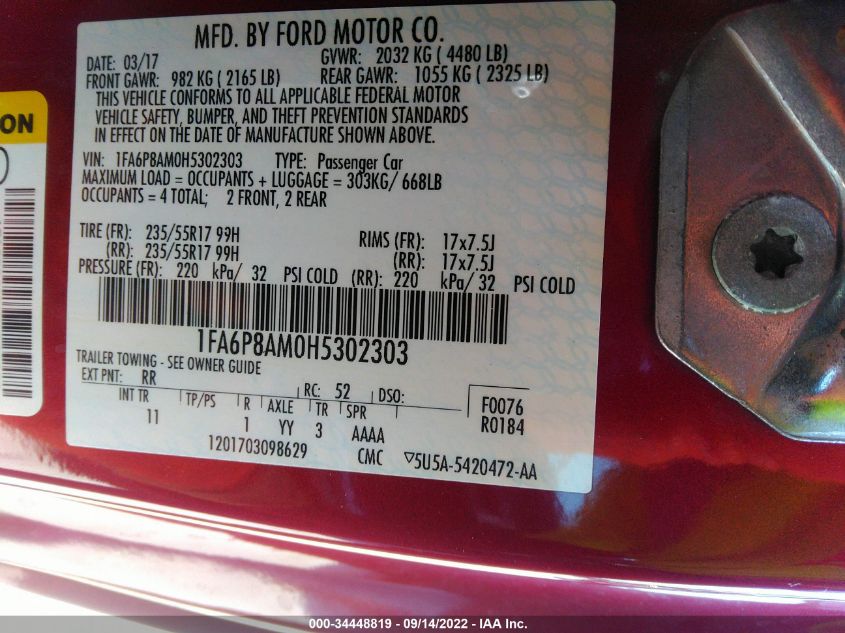 MFD. BY FORD MOTOR CO.
DATE: 03/17 GVWR: 2032 KG ( 4480 LB)
FRONT GAWR: 982 KG ( 2165 LB) REAR GAWR: 1055 KG ( 2325 LB)
THIS VEHICLE CONFORMS TO ALL APPLICABLE FEDERAL MOTOR
VEHICLE SAFETY, BUMPER, AND THEFT PREVENTION STANDARDS
IN EFFECT ON THE DATE OF MANUFACTURE SHOWN ABOVE.
VIN: 1FA6P8AM0H5302303 TYPE: Passenger Car
MAXIMUM LOAD = OCCUPANTS + LUGGAGE = 303KG/ 668LB
OCCUPANTS = 4 TOTAL; 2 FRONT, 2 REAR
TIRE (FR): 235/55R17 99H RIMS (FR): 17x7.5J
(RR): 235/55R17 99H (RR): 17x7.5J
PRESSURE (FR): 220 kPa/ 32 PSI COLD (RR): 220 kPa/ 32 PSI COLD
1FA6P8AM0H5302303
TRAILER TOWING - SEE OWNER GUIDE
EXT PNT: RR RC: 52 DSO: F0076
INT TR TP/PS R AXLE TR SPR R0184
11 1 YY 3 AAAA
1201703098629 CMC ▽5U5A-5420472-AA
ON
000-34448819 - 09/14/2022 - IAA Inc.